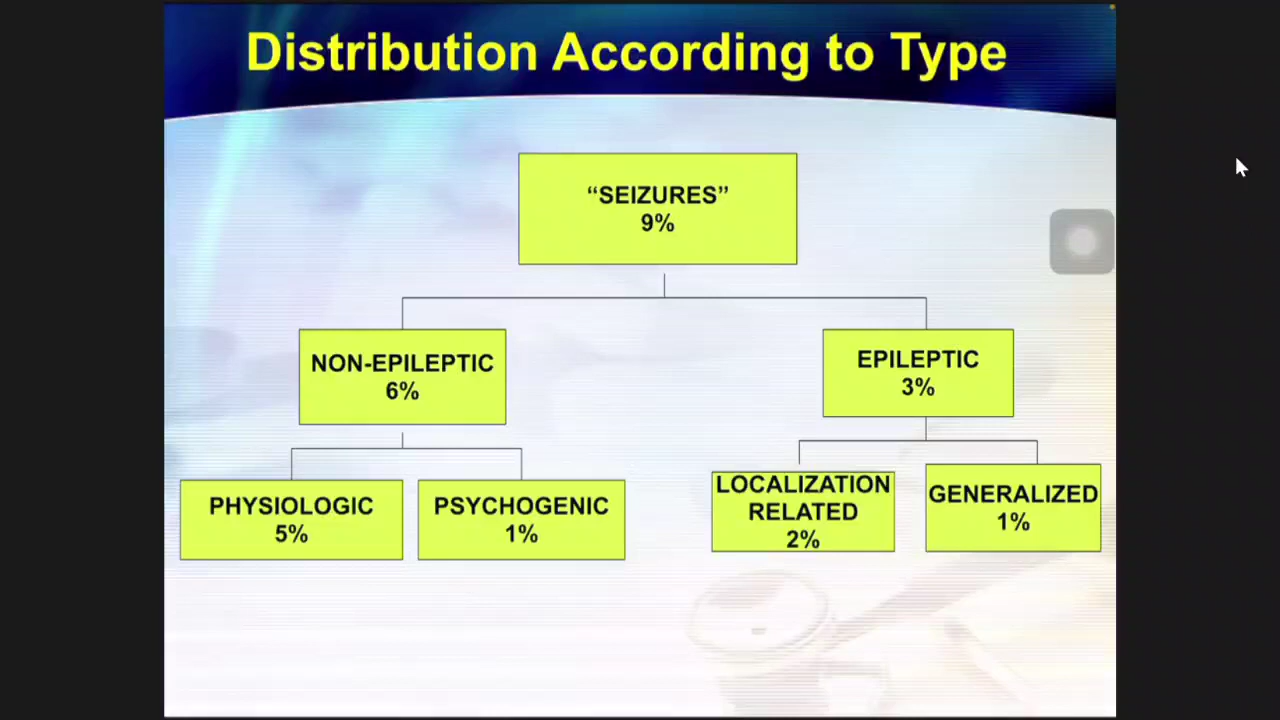 Distribution According to Type
“SEIZURES”
9%
NON-EPILEPTIC
6%
EPILEPTIC
3%
PHYSIOLOGIC
5%
PSYCHOGENIC
1%
LOCALIZATION
RELATED
2%
GENERALIZED
1%